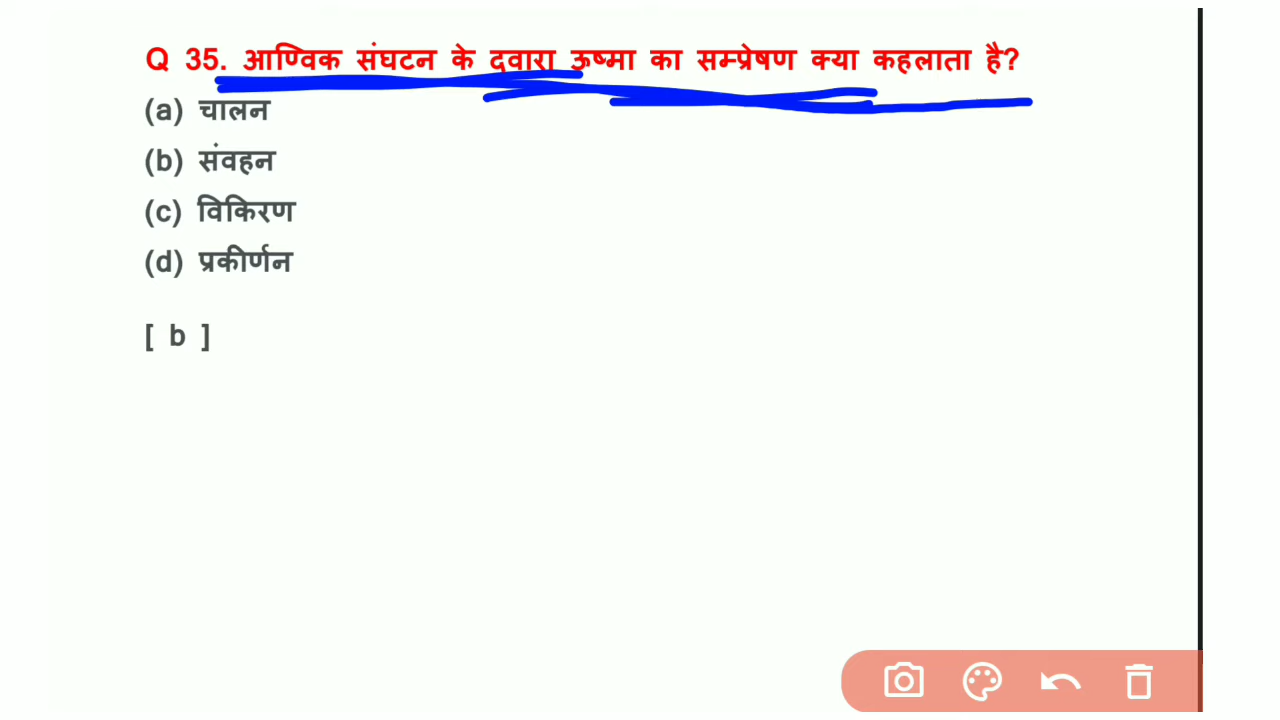 Q 35. आण्विक संघटन के दवारा ऊष्मा का सम्प्रेषण क्या कहलाता है?
(a) चालन
(b) संवहन
(c) विकिरण
(d) प्रकीर्णन
[ b ]